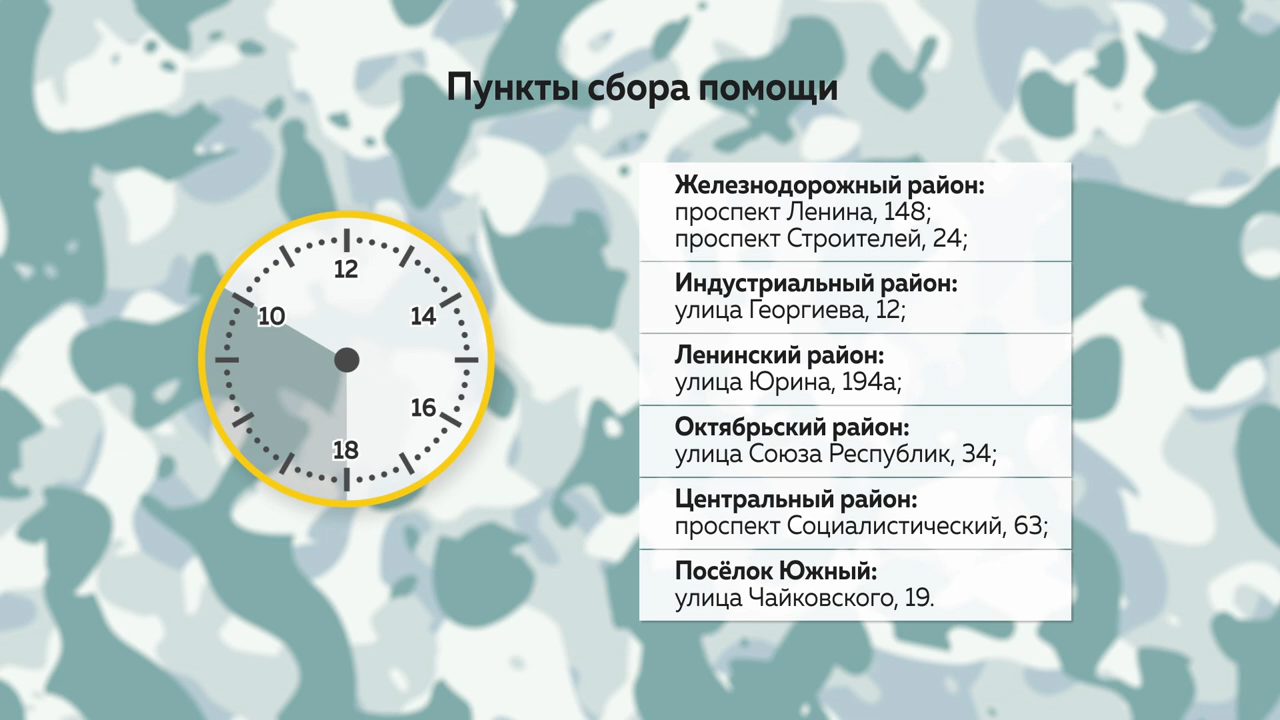 Пункты сбора помощи
12
10
14
16
18
Железнодорожный район:
проспект Ленина, 148;
проспект Строителей, 24;
Индустриальный район:
улица Георгиева, 12;
Ленинский район:
улица Юрина, 194а;
Октябрьский район:
улица Союза Республик, 34;
Центральный район:
проспект Социалистический, 63;
Посёлок Южный:
улица Чайковского, 19.